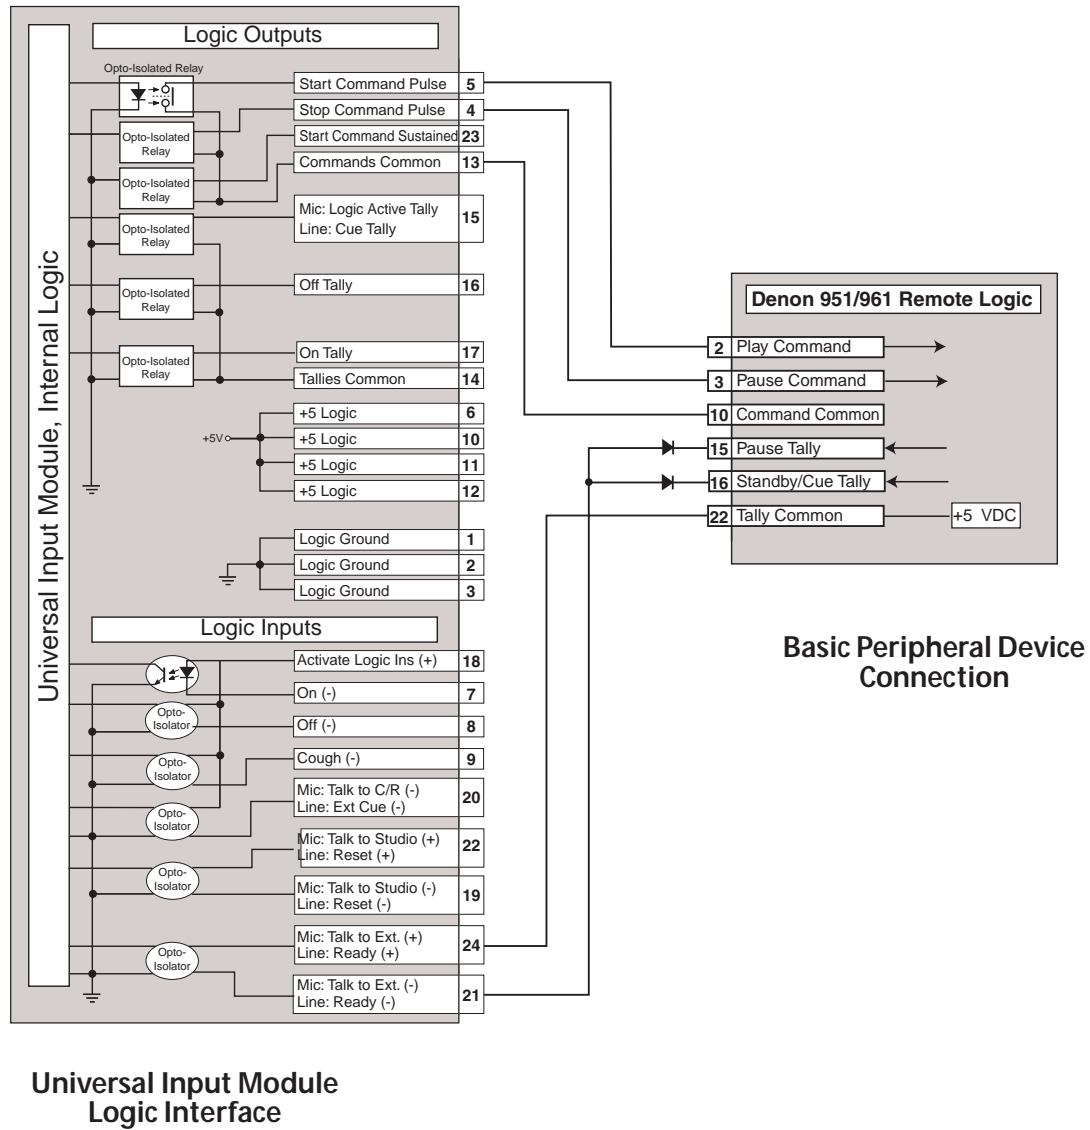 Logic Outputs
Opto-Isolated Relay
Start Command Pulse 5
Stop Command Pulse 4
Opto-Isolated
Relay
Start Command Sustained 23
Commands Common 13
Opto-Isolated
Relay
Mic: Logic Active Tally
Line: Cue Tally
15
Opto-Isolated
Relay
Off Tally 16
Opto-Isolated
Relay
On Tally 17
Opto-Isolated
Relay
Tallies Common 14
+5 Logic 6
+5V
+5 Logic 10
+5 Logic 11
+5 Logic 12
Logic Ground 1
Logic Ground 2
Logic Ground 3
Universal Input Module, Internal Logic
Logic Inputs
Activate Logic Ins (+) 18
On (-) 7
Opto-
Isolator
Off (-) 8
Opto-
Isolator
Cough (-) 9
Mic: Talk to C/R (-)
Line: Ext Cue (-)
20
Opto-
Isolator
Mic: Talk to Studio (+)
Line: Reset (+)
22
Opto-
Isolator
Mic: Talk to Studio (-)
Line: Reset (-)
19
Mic: Talk to Ext. (+)
Line: Ready (+)
24
Opto-
Isolator
Mic: Talk to Ext. (-)
Line: Ready (-)
21
Denon 951/961 Remote Logic
2 Play Command
3 Pause Command
10 Command Common
15 Pause Tally
16 Standby/Cue Tally
22 Tally Common
+5 VDC
Basic Peripheral Device
Connection
Universal Input Module
Logic Interface